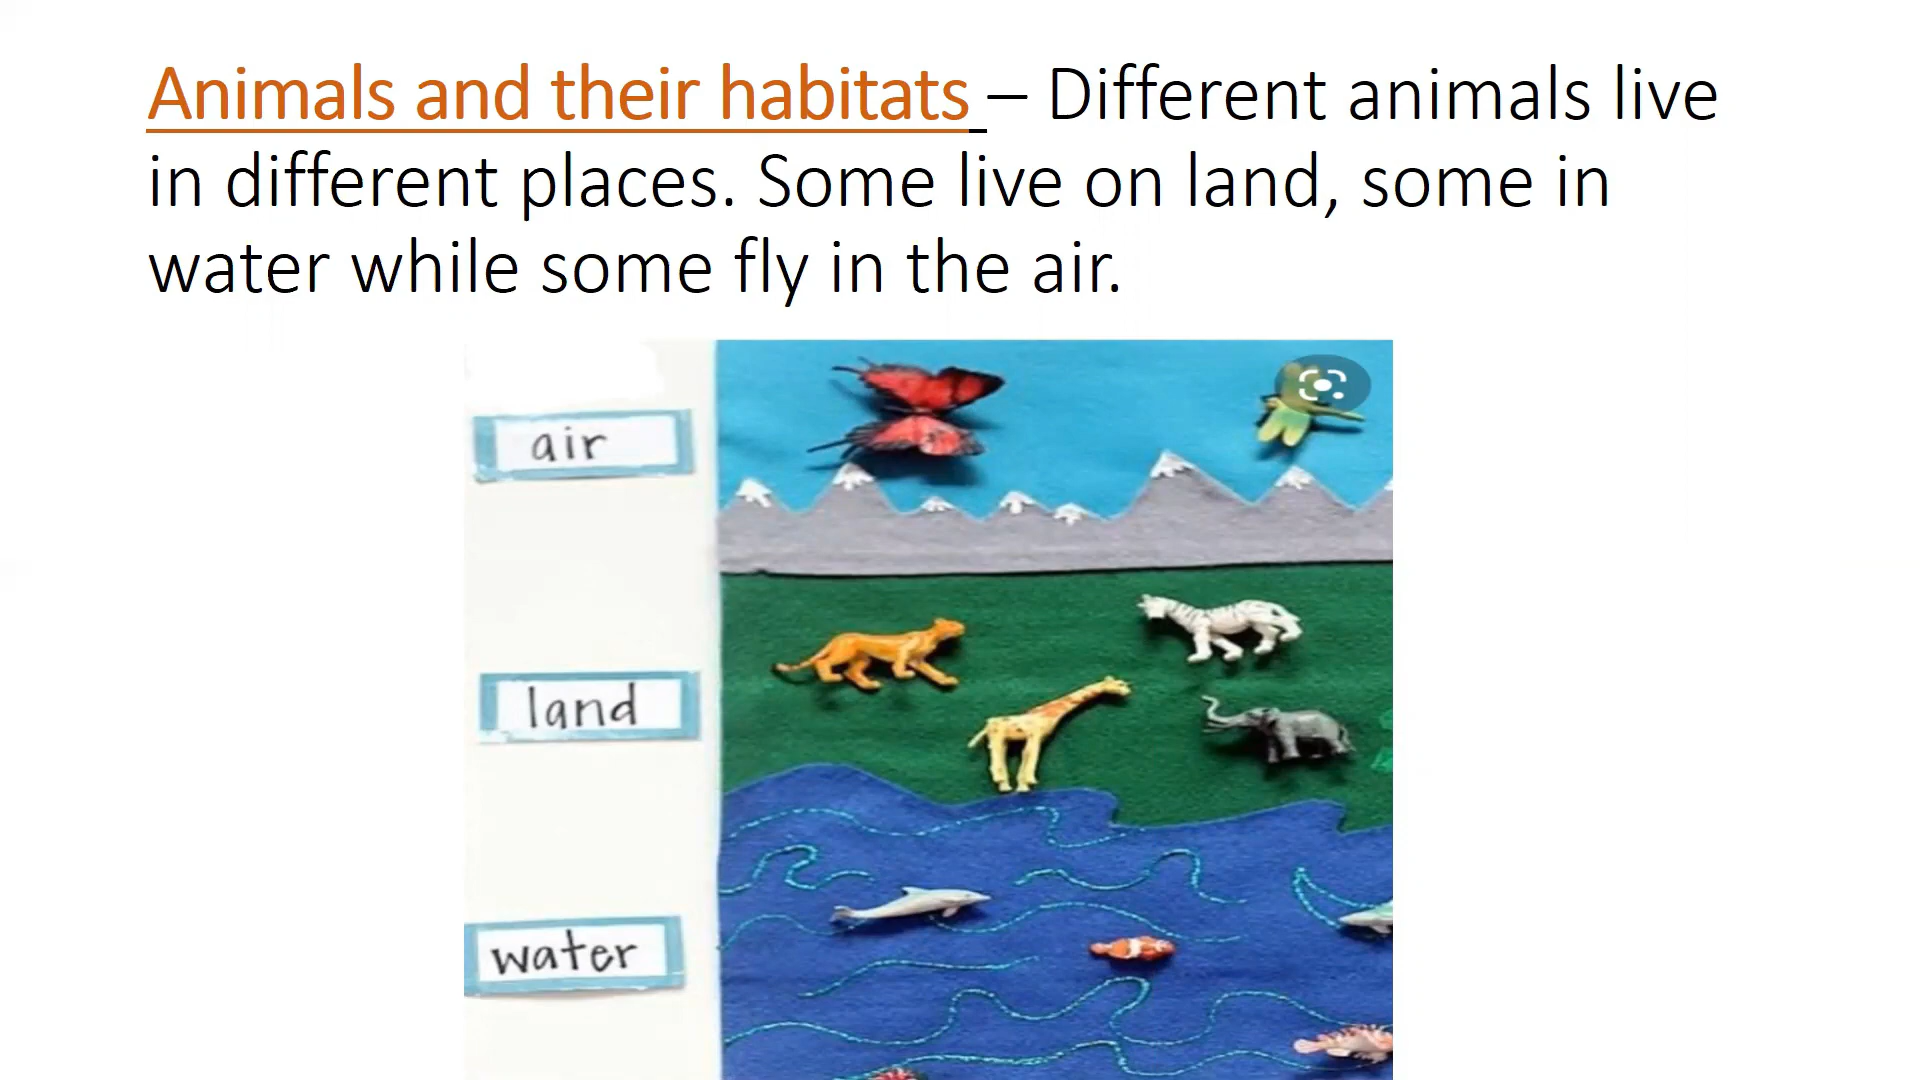 Animals and their habitats – Different animals live
in different places. Some live on land, some in
water while some fly in the air.
air
land
water